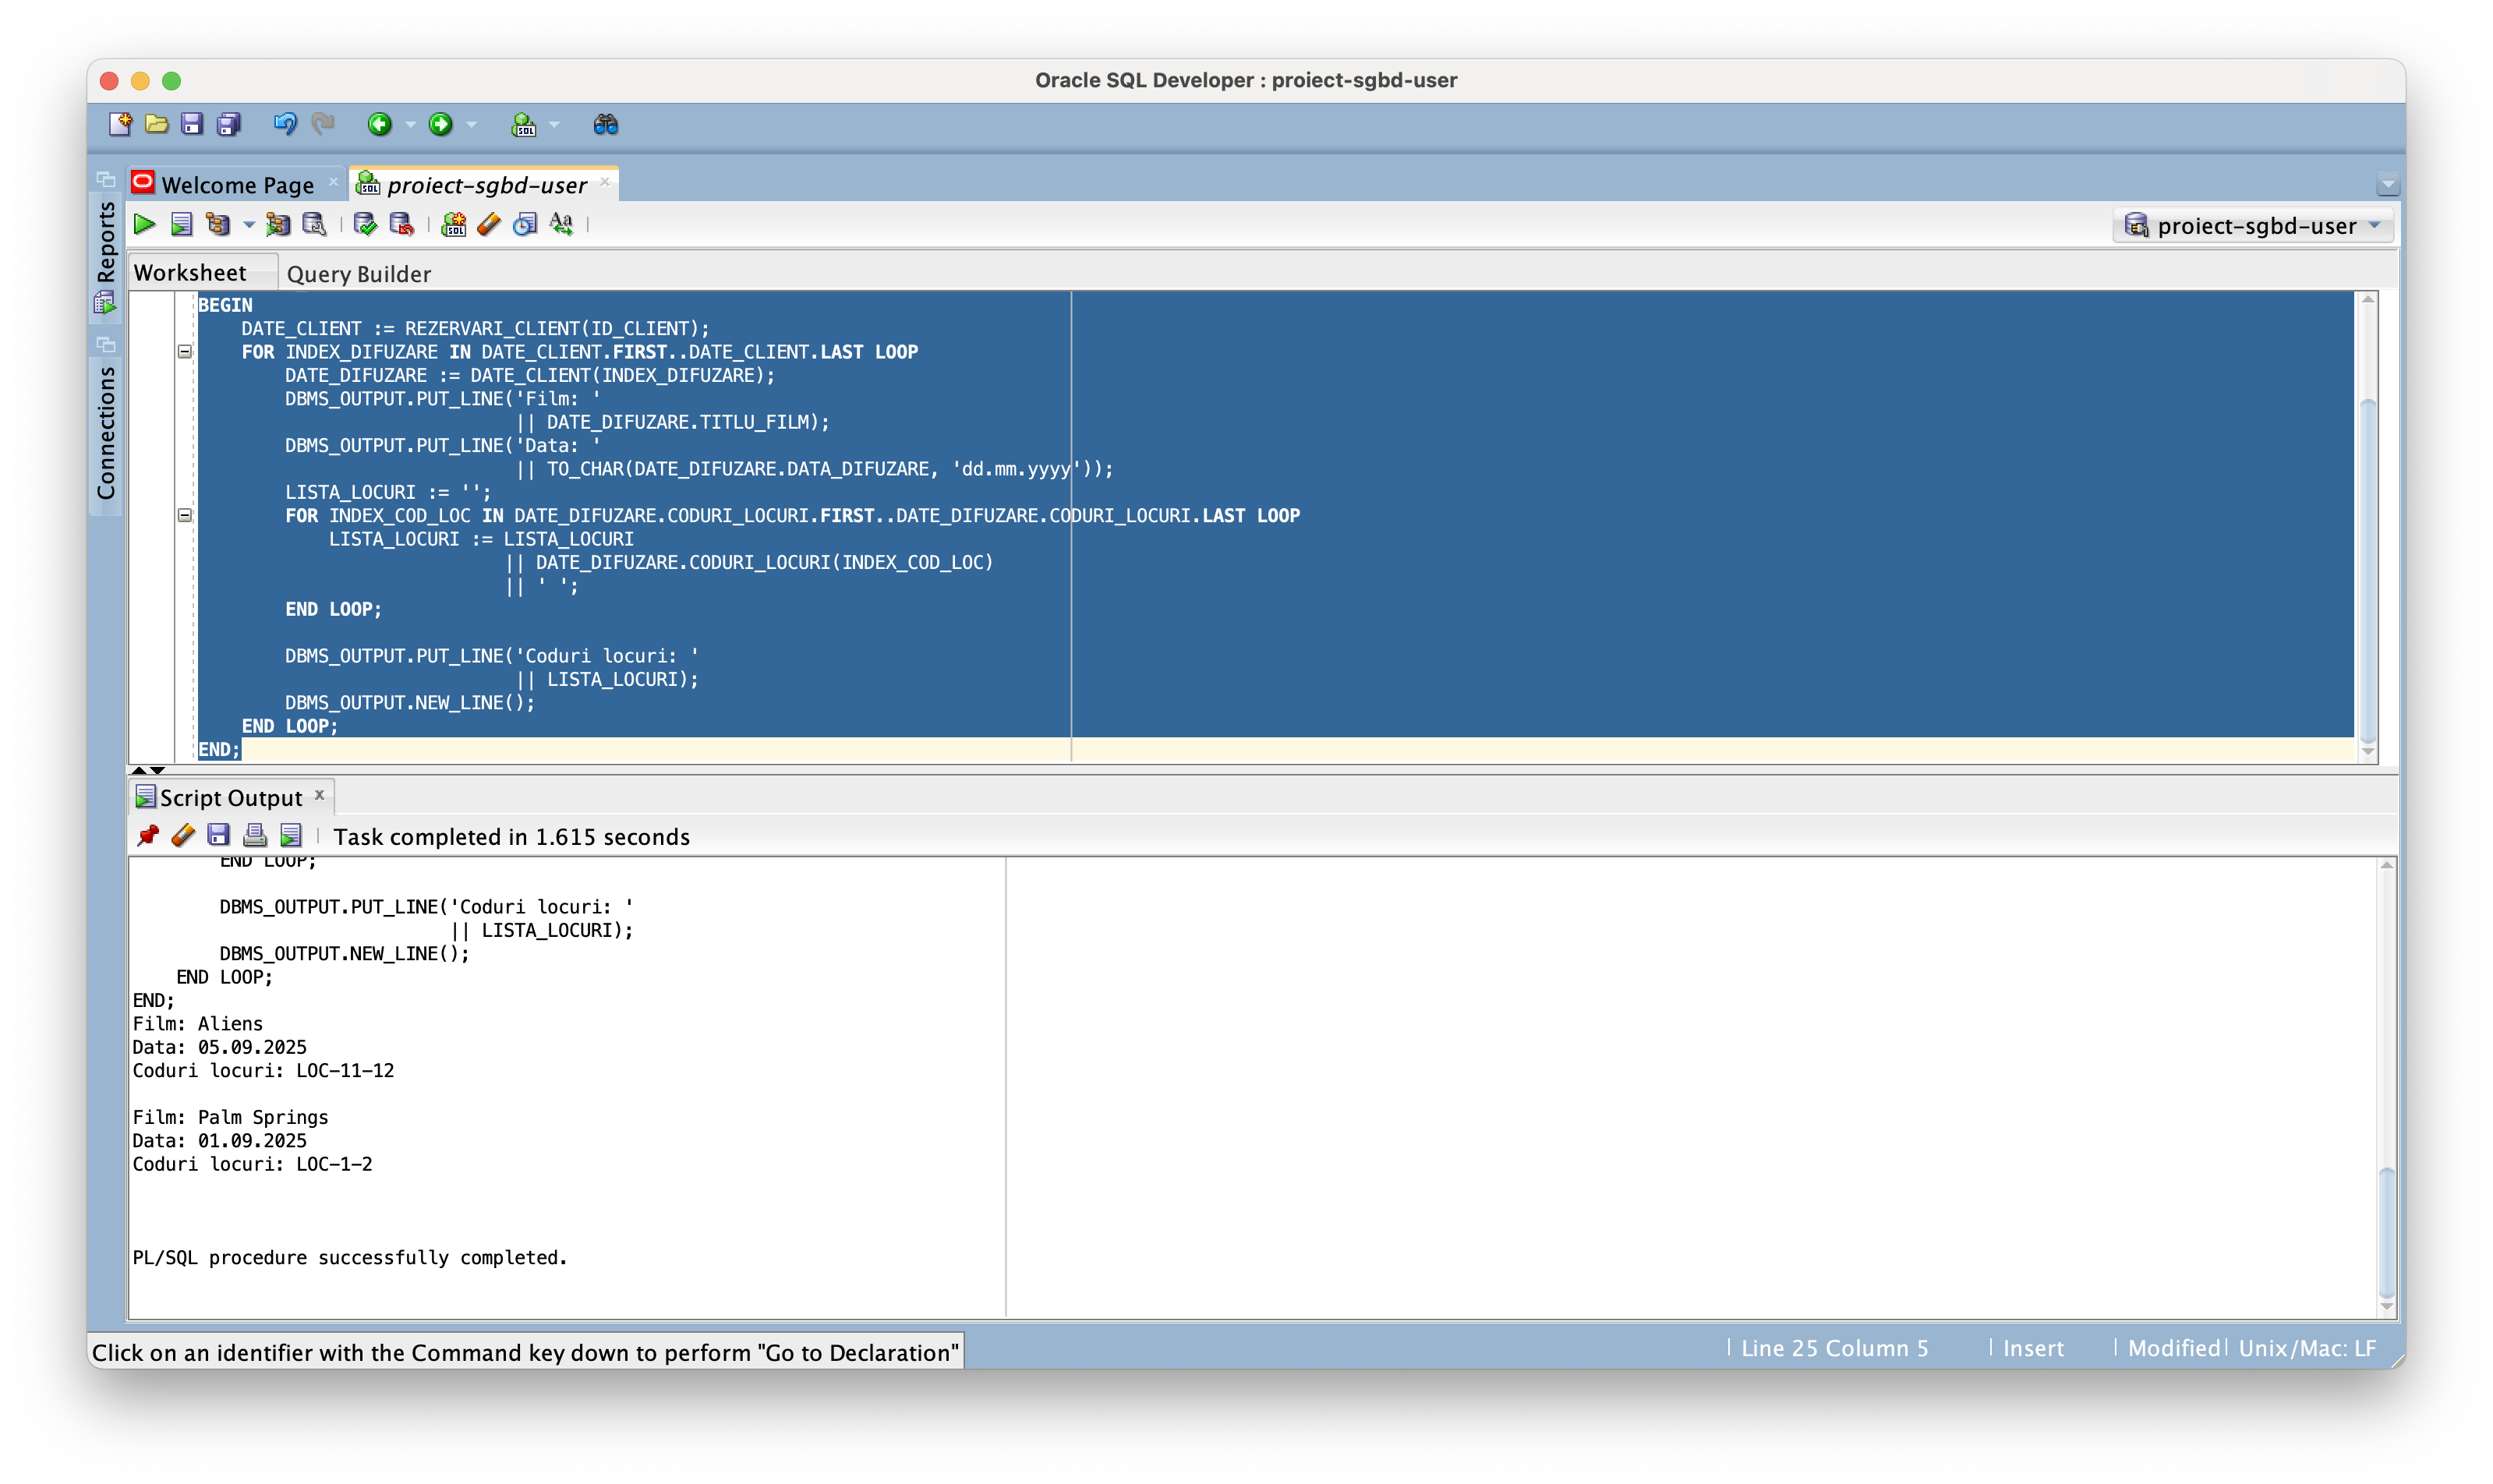 Oracle SQL Developer : proiect-sgbd-user
Welcome Page
proiect-sgbd-user
proiect-sgbd-user
Reports
Connections
Worksheet
Query Builder
BEGIN
    DATE_CLIENT := REZERVARI_CLIENT(ID_CLIENT);
    FOR INDEX_DIFUZARE IN DATE_CLIENT.FIRST..DATE_CLIENT.LAST LOOP
        DATE_DIFUZARE := DATE_CLIENT(INDEX_DIFUZARE);
        DBMS_OUTPUT.PUT_LINE('Film: '
                             || DATE_DIFUZARE.TITLU_FILM);
        DBMS_OUTPUT.PUT_LINE('Data: '
                             || TO_CHAR(DATE_DIFUZARE.DATA_DIFUZARE, 'dd.mm.yyyy'));
        LISTA_LOCURI := '';
        FOR INDEX_COD_LOC IN DATE_DIFUZARE.CODURI_LOCURI.FIRST..DATE_DIFUZARE.CODURI_LOCURI.LAST LOOP
            LISTA_LOCURI := LISTA_LOCURI
                            || DATE_DIFUZARE.CODURI_LOCURI(INDEX_COD_LOC)
                            || ' ';
        END LOOP;
        DBMS_OUTPUT.PUT_LINE('Coduri locuri: '
                             || LISTA_LOCURI);
        DBMS_OUTPUT.NEW_LINE();
    END LOOP;
END;
Script Output
Task completed in 1.615 seconds
        END LOOP;
        DBMS_OUTPUT.PUT_LINE('Coduri locuri: '
                             || LISTA_LOCURI);
        DBMS_OUTPUT.NEW_LINE();
    END LOOP;
END;
Film: Aliens
Data: 05.09.2025
Coduri locuri: LOC-11-12
Film: Palm Springs
Data: 01.09.2025
Coduri locuri: LOC-1-2
PL/SQL procedure successfully completed.
Click on an identifier with the Command key down to perform "Go to Declaration"
Line 25 Column 5
Insert
Modified
Unix/Mac: LF